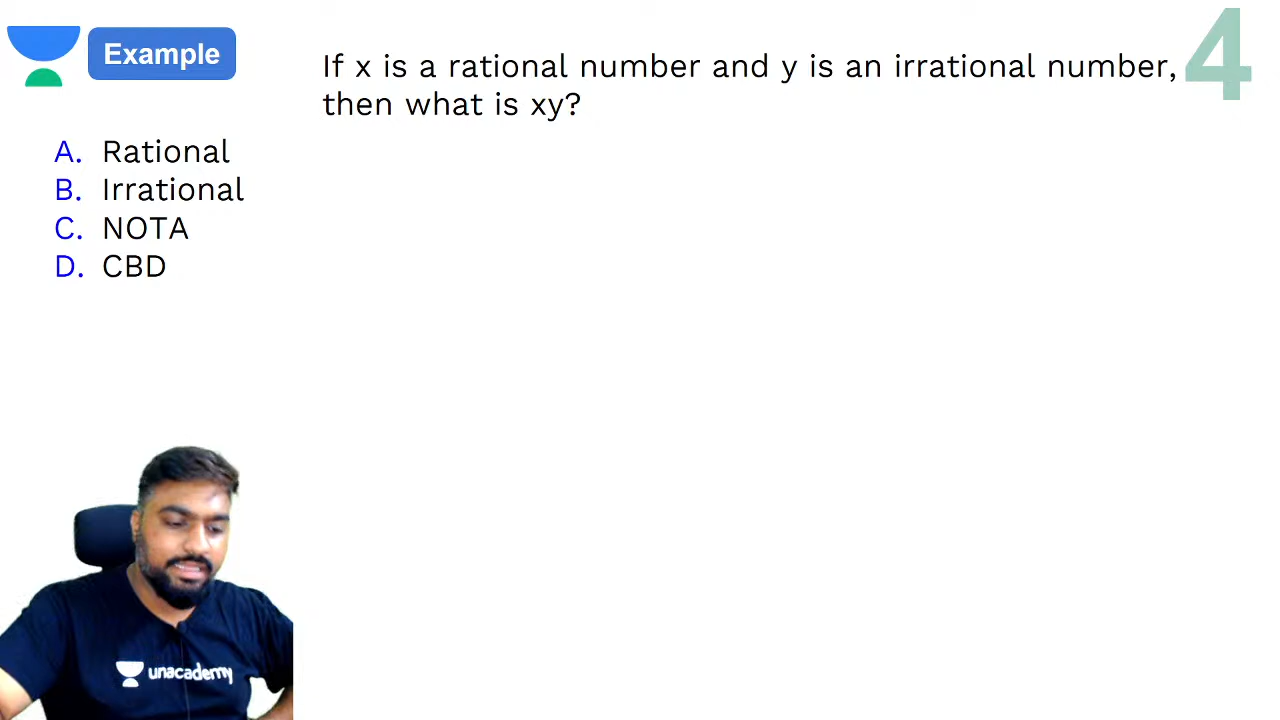 Example
If x is a rational number and y is an irrational number,
then what is xy?
4
A. Rational
B. Irrational
C. NOTA
D. CBD
unacademy